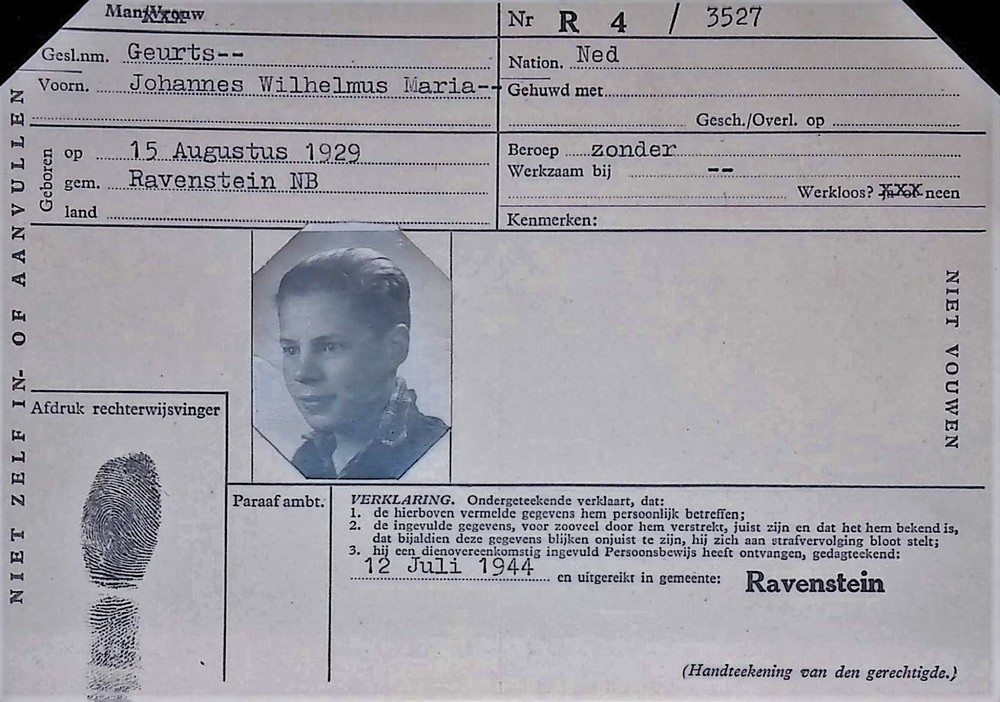 Man
Nr R 4 / 3527
Gesl.nm. Geurts--
Nation. Ned
Voorn. Johannes Wilhelmus Maria--
Gehuwd met
Gesch./Overl. op
Geboren
op 15 Augustus 1929
Beroep zonder
gem. Ravenstein NB
Werkzaam bij --
Werkloos? XXX neen
land
Kenmerken:
NIET ZELF IN- OF AANVULLEN
NIET VOUWEN
Afdruk rechterwijsvinger
Paraaf ambt.
VERKLARING. Ondergeteekende verklaart, dat:
1. de hierboven vermelde gegevens hem persoonlijk betreffen;
2. de ingevulde gegevens, voor zooveel door hem verstrekt, juist zijn en dat het hem bekend is,
dat bijaldien deze gegevens blijken onjuist te zijn, hij zich aan strafvervolging bloot stelt;
3. hij een dienovereenkomstig ingevuld Persoonsbewijs heeft ontvangen, gedagteekend:
12 Juli 1944 en uitgereikt in gemeente: Ravenstein
(Handteekening van den gerechtigde.)